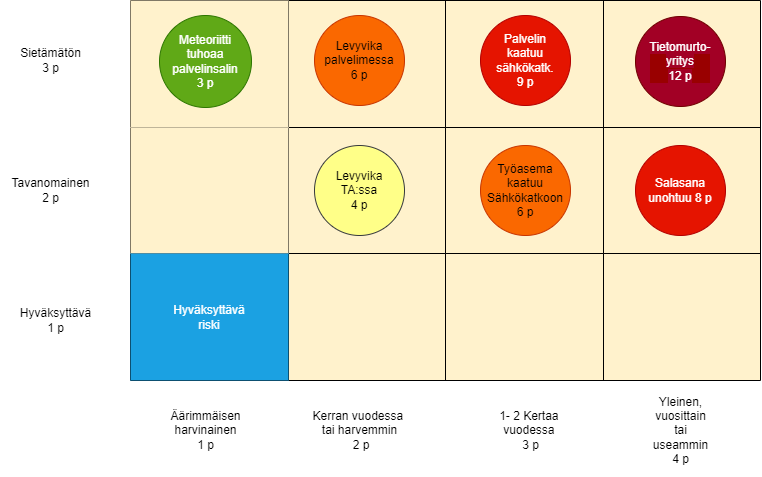 Sietämätön
3 p
Meteoriitti
tuhoaa
palvelinsalin
3 p
Levyvika
palvelimessa
6 p
Palvelin
kaatuu
sähkökatk.
9 p
Tietomurto-
yritys
12 p
Tavanomainen
2 p
Levyvika
TA:ssa
4 p
Työasema
kaatuu
Sähkökatkoon
6 p
Salasana
unohtuu 8 p
Hyväksyttävä
1 p
Hyväksyttävä
riski
Äärimmäisen
harvinainen
1 p
Kerran vuodessa
tai harvemmin
2 p
1- 2 Kertaa
vuodessa
3 p
Yleinen,
vuosittain
tai
useammin
4 p